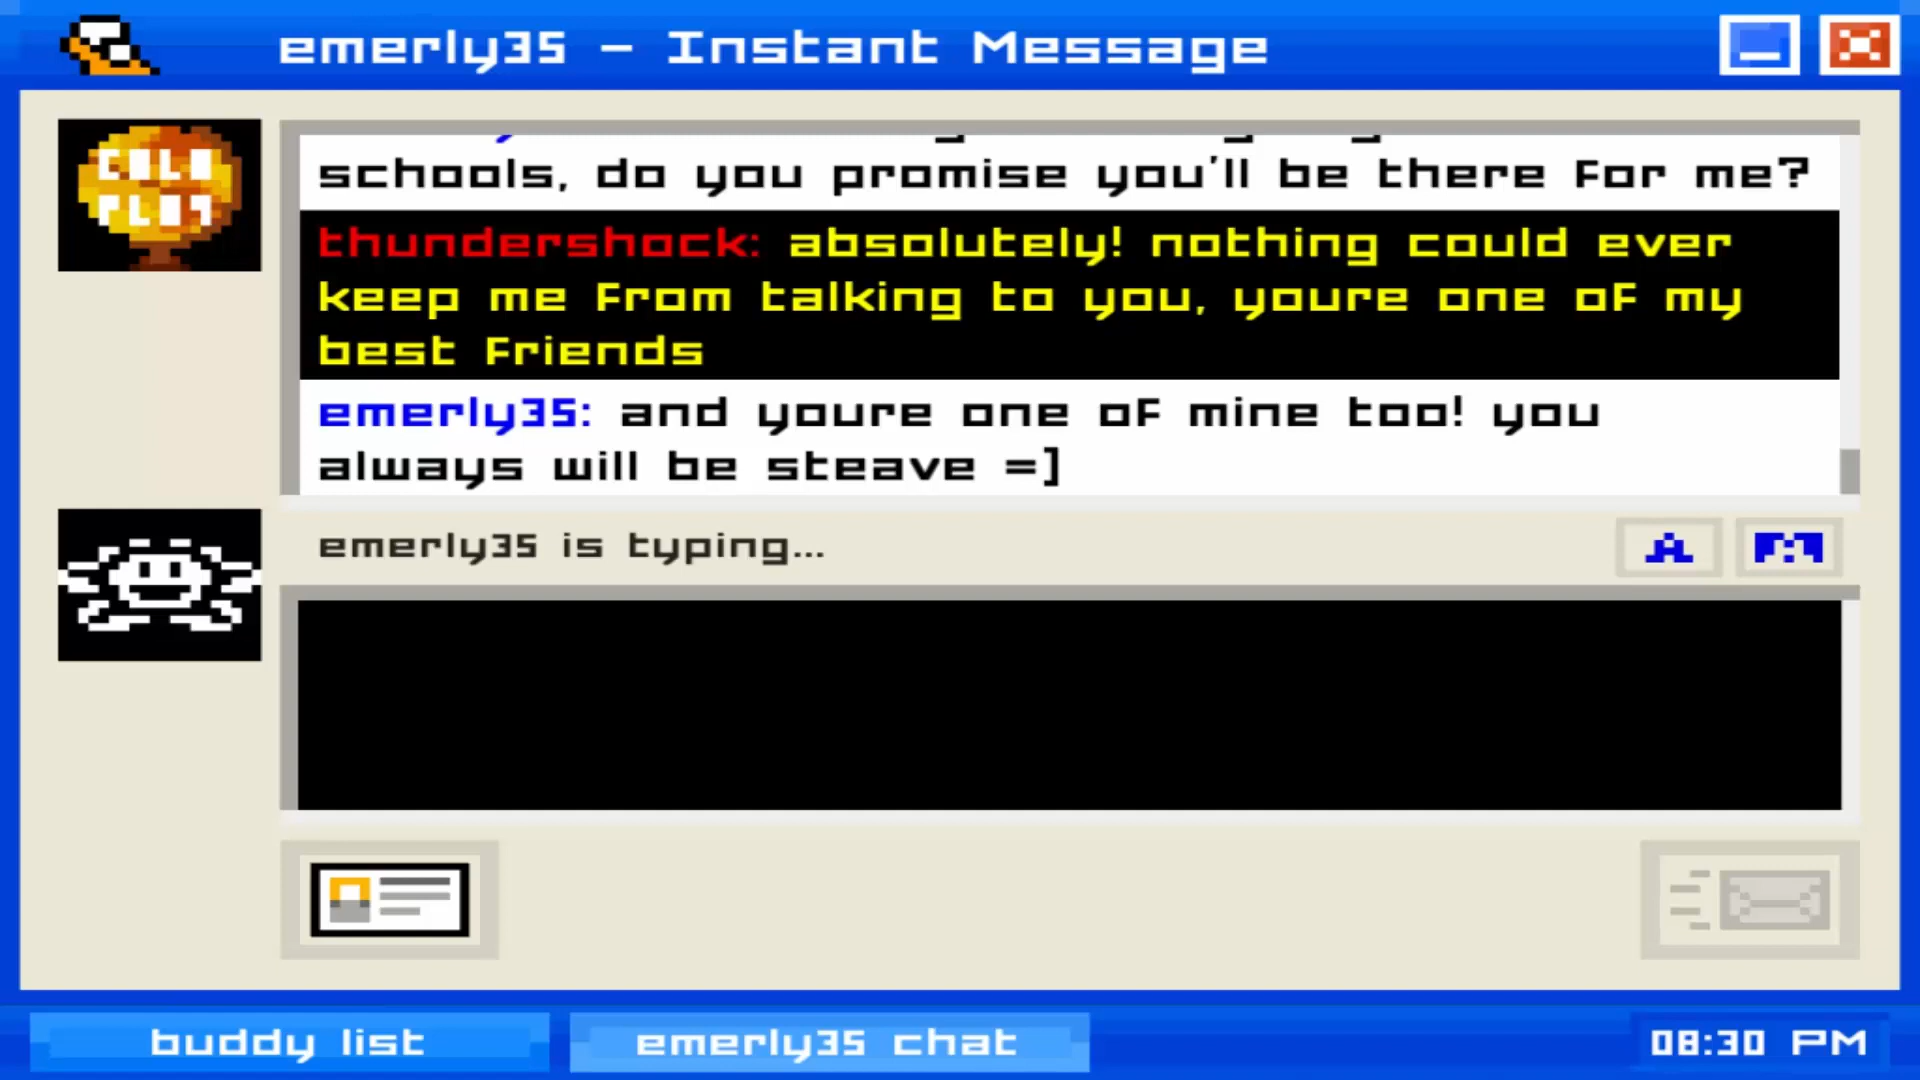 emerly35 - Instant Message
COLD
PLAY
schools, do you promise you'll be there for me?
thundershock: absolutely! nothing could ever
keep me from talking to you, youre one of my
best friends
emerly35: and youre one of mine too! you
always will be steave =]
emerly35 is typing...
A
buddy list
emerly35 chat
08:30 PM